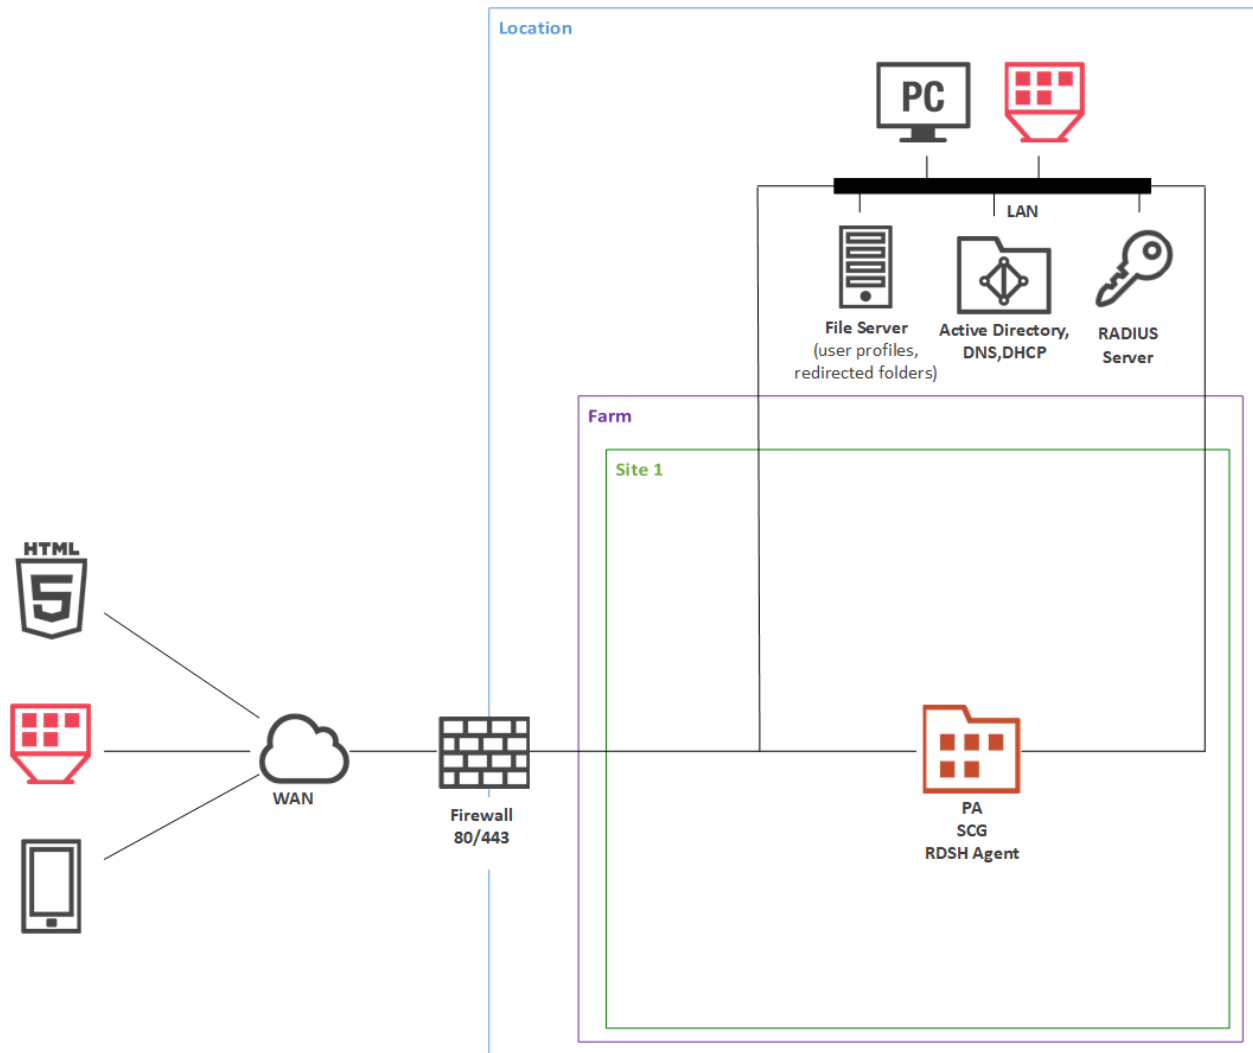 Location
PC
LAN
File Server
(user profiles,
redirected folders)
Active Directory,
DNS,DHCP
RADIUS
Server
Farm
Site 1
HTML
5
WAN
Firewall
80/443
PA
SCG
RDSH Agent